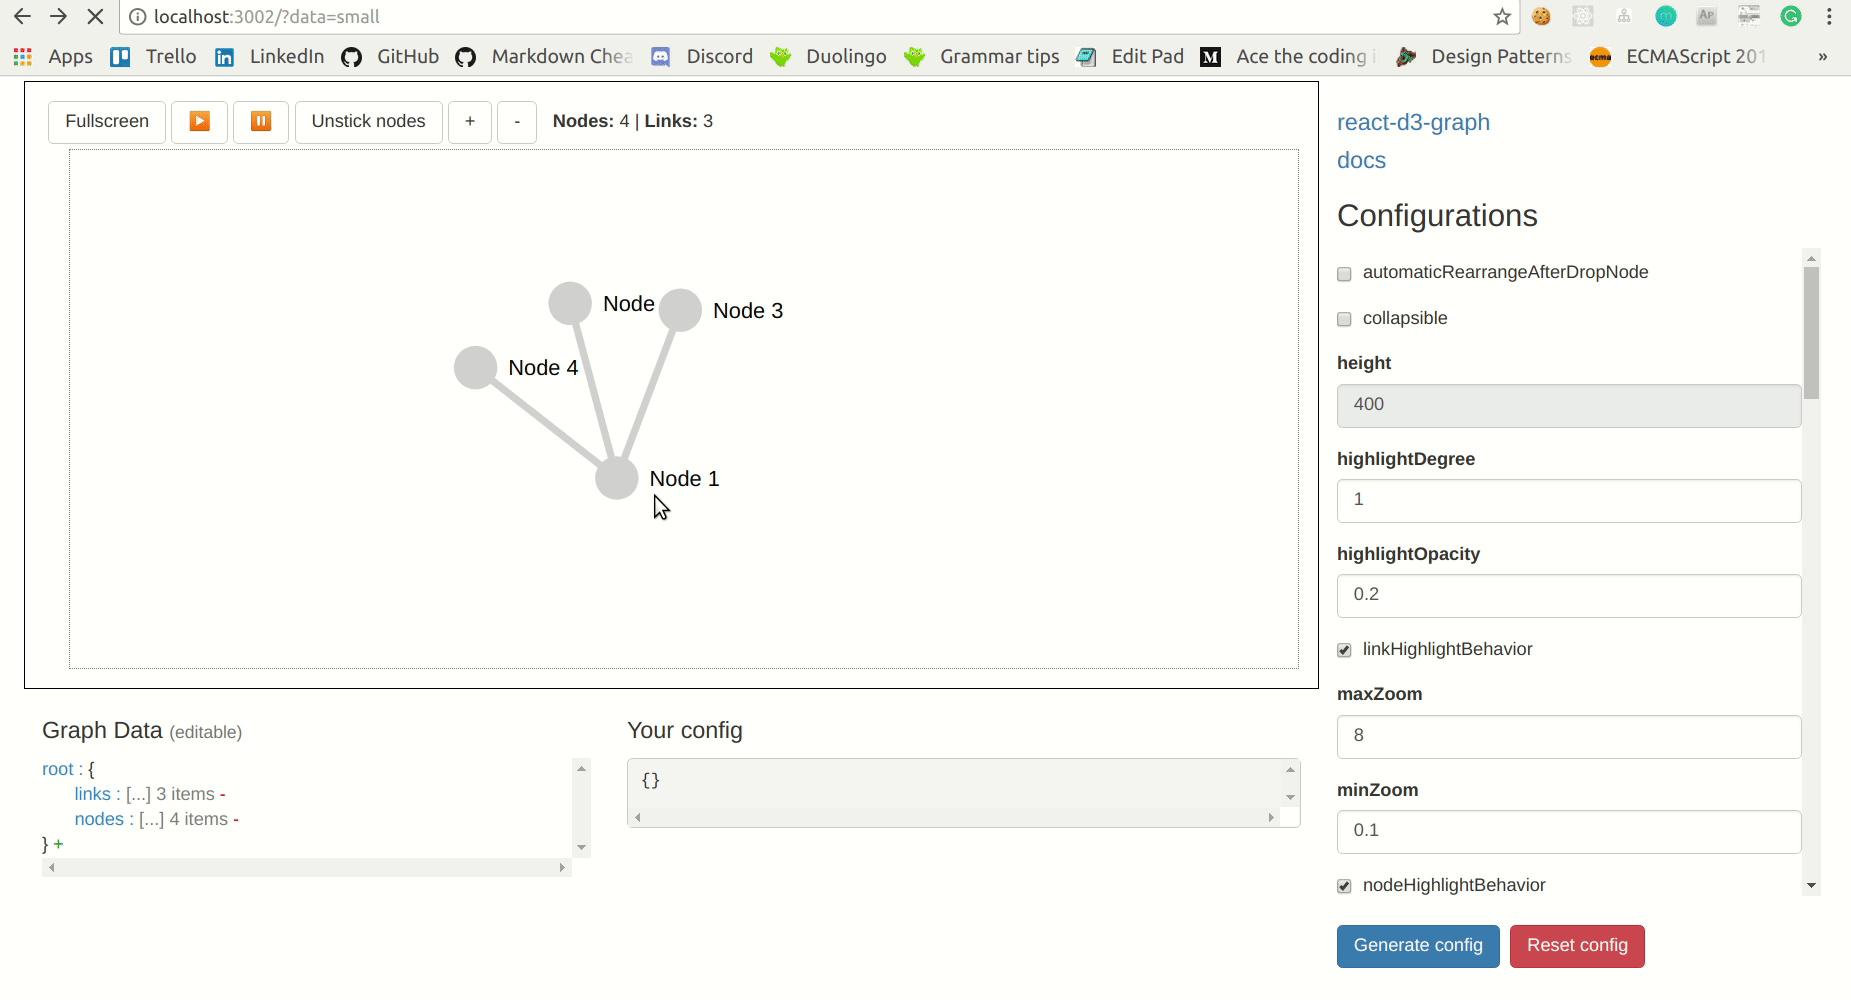 localhost:3002/?data=small
Apps Trello LinkedIn GitHub Markdown Chea Discord Duolingo Grammar tips Edit Pad M Ace the coding i Design Patterns ecma ECMAScript 201 »
Fullscreen Unstick nodes + - Nodes: 4 | Links: 3
react-d3-graph
docs
Configurations
automaticRearrangeAfterDropNode
collapsible
height
400
highlightDegree
1
highlightOpacity
0.2
linkHighlightBehavior
maxZoom
8
minZoom
0.1
nodeHighlightBehavior
Generate config Reset config
Node
Node 3
Node 4
Node 1
Graph Data (editable)
root : {
links : [...] 3 items -
nodes : [...] 4 items -
} +
Your config
{}